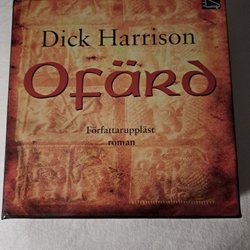 Dick Harrison
Ofärd
Författaruppläst
roman